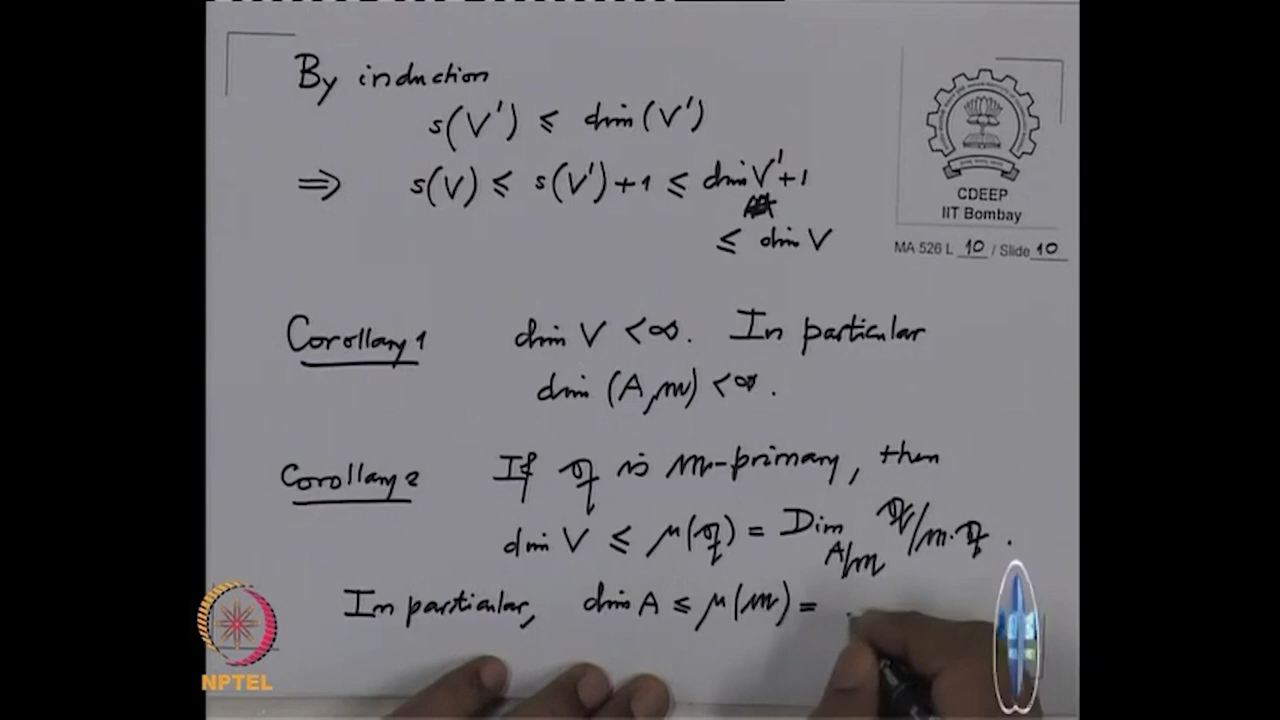 By induction
s(V') ≤ dim(V')
⇒ s(V) ≤ s(V')+1 ≤ dim V'+1
≤ dim V
CDEEP
IIT Bombay
MA 526 L 10 / Slide 10
Corollary 1 dim V < ∞. In particular
dim (A, m) < ∞.
Corollary 2 If q is m-primary, then
dim V ≤ μ(q) = Dim_{A/m} q/m·q .
In particular, dim A ≤ μ(m) =
NPTEL